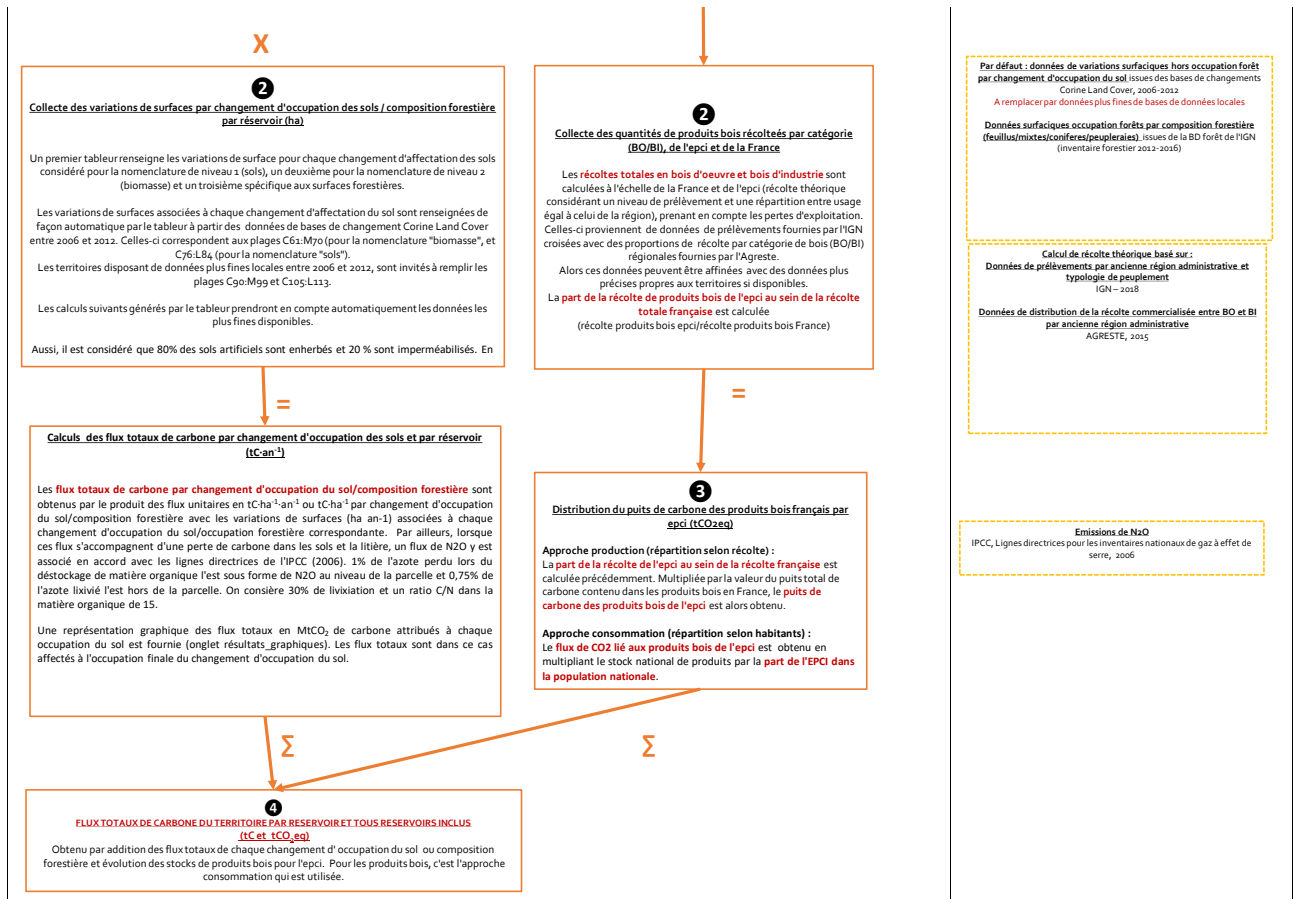 X
❷
Collecte des variations de surfaces par changement d'occupation des sols / composition forestière
par réservoir (ha)
Un premier tableur renseigne les variations de surface pour chaque changement d'affectation des sols
considéré pour la nomenclature de niveau 1 (sols), un deuxième pour la nomenclature de niveau 2
(biomasse) et un troisième spécifique aux surfaces forestières.
Les variations de surfaces associées à chaque changement d'affectation du sol sont renseignées de
façon automatique par le tableur à partir des données de bases de changement Corine Land Cover
entre 2006 et 2012. Celles-ci correspondent aux plages C61:M70 (pour la nomenclature "biomasse", et
C76:L84 (pour la nomenclature "sols").
Les territoires disposant de données plus fines locales entre 2006 et 2012, sont invités à remplir les
plages C90:M99 et C105:L113.
Les calculs suivants générés par le tableur prendront en compte automatiquement les données les
plus fines disponibles.
Aussi, il est considéré que 80% des sols artificiels sont enherbés et 20 % sont imperméabilisés. En
=
Calculs des flux totaux de carbone par changement d'occupation des sols et par réservoir
(tC·an⁻¹)
Les flux totaux de carbone par changement d'occupation du sol/composition forestière sont
obtenus par le produit des flux unitaires en tC·ha⁻¹·an⁻¹ ou tC·ha⁻¹ par changement d'occupation
du sol/composition forestière avec les variations de surfaces (ha an-1) associées à chaque
changement d'occupation du sol/occupation forestière correspondante. Par ailleurs, lorsque
ces flux s'accompagnent d'une perte de carbone dans les sols et la litière, un flux de N2O y est
associé en accord avec les lignes directrices de l'IPCC (2006). 1% de l'azote perdu lors du
déstockage de matière organique l'est sous forme de N2O au niveau de la parcelle et 0,75% de
l'azote lixivié l'est hors de la parcelle. On consière 30% de livixiation et un ratio C/N dans la
matière organique de 15.
Une représentation graphique des flux totaux en MtCO₂ de carbone attribués à chaque
occupation du sol est fournie (onglet résultats_graphiques). Les flux totaux sont dans ce cas
affectés à l'occupation finale du changement d'occupation du sol.
Σ
❷
Collecte des quantités de produits bois récolteés par catégorie
(BO/BI), de l'epci et de la France
Les récoltes totales en bois d'oeuvre et bois d'industrie sont
calculées à l'échelle de la France et de l'epci (récolte théorique
considérant un niveau de prélèvement et une répartition entre usage
égal à celui de la région), prenant en compte les pertes d'exploitation.
Celles-ci proviennent de données de prélèvements fournies par l'IGN
croisées avec des proportions de récolte par catégorie de bois (BO/BI)
régionales fournies par l'Agreste.
Alors ces données peuvent être affinées avec des données plus
précises propres aux territoires si disponibles.
La part de la récolte de produits bois de l'epci au sein de la récolte
totale française est calculée
(récolte produits bois epci/récolte produits bois France)
=
❸
Distribution du puits de carbone des produits bois français par
epci (tCO2eq)
Approche production (répartition selon récolte) :
La part de la récolte de l'epci au sein de la récolte française est
calculée précédemment. Multipliée par la valeur du puits total de
carbone contenu dans les produits bois en France, le puits de
carbone des produits bois de l'epci est alors obtenu.
Approche consommation (répartition selon habitants) :
Le flux de CO2 lié aux produits bois de l'epci est obtenu en
multipliant le stock national de produits par la part de l'EPCI dans
la population nationale.
Σ
❹
FLUX TOTAUX DE CARBONE DU TERRITOIRE PAR RESERVOIR ET TOUS RESERVOIRS INCLUS
(tC et tCO₂eq)
Obtenu par addition des flux totaux de chaque changement d' occupation du sol ou composition
forestière et évolution des stocks de produits bois pour l'epci. Pour les produits bois, c'est l'approche
consommation qui est utilisée.
Par défaut : données de variations surfaciques hors occupation forêt
par changement d'occupation du sol issues des bases de changements
Corine Land Cover, 2006-2012
A remplacer par données plus fines de bases de données locales
Données surfaciques occupation forêts par composition forestière
(feuillus/mixtes/coniferes/peupleraies) issues de la BD forêt de l'IGN
(inventaire forestier 2012-2016)
Calcul de récolte théorique basé sur :
Données de prélèvements par ancienne région administrative et
typologie de peuplement
IGN – 2018
Données de distribution de la récolte commercialisée entre BO et BI
par ancienne région administrative
AGRESTE, 2015
Emissions de N2O
IPCC, Lignes directrices pour les inventaires nationaux de gaz à effet de
serre, 2006